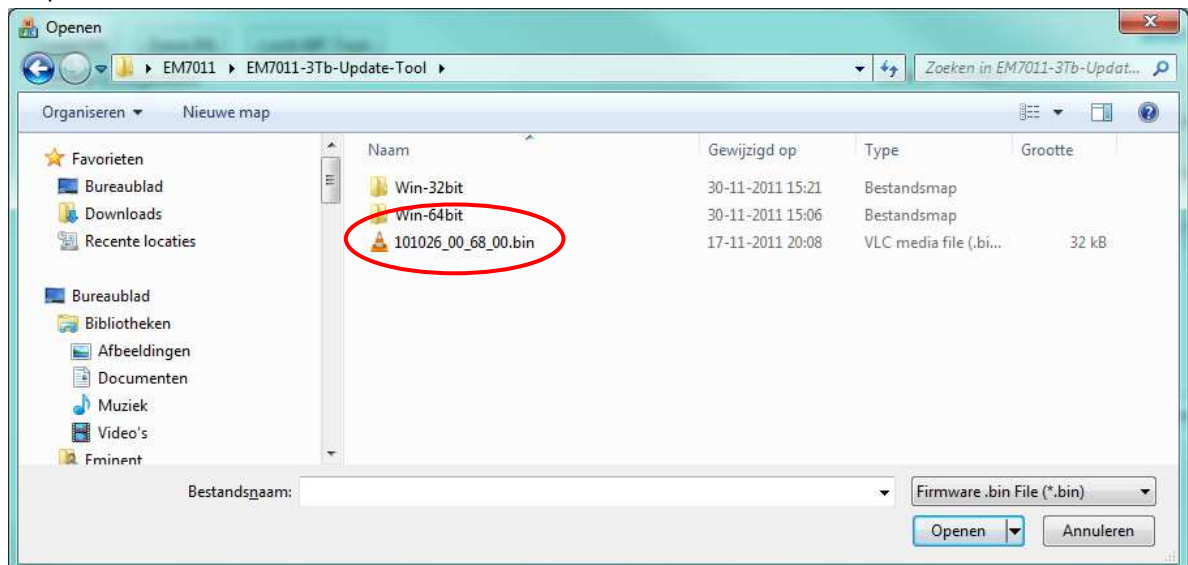 Openen
EM7011 EM7011-3Tb-Update-Tool
Zoeken in EM7011-3Tb-Updat...
Organiseren Nieuwe map
Naam Gewijzigd op Type Grootte
Favorieten
Bureaublad
Downloads
Recente locaties
Bureaublad
Bibliotheken
Afbeeldingen
Documenten
Muziek
Video's
Eminent
Win-32bit 30-11-2011 15:21 Bestandsmap
Win-64bit 30-11-2011 15:06 Bestandsmap
101026_00_68_00.bin 17-11-2011 20:08 VLC media file (.bi... 32 kB
Bestandsnaam:
Firmware .bin File (*.bin)
Openen Annuleren